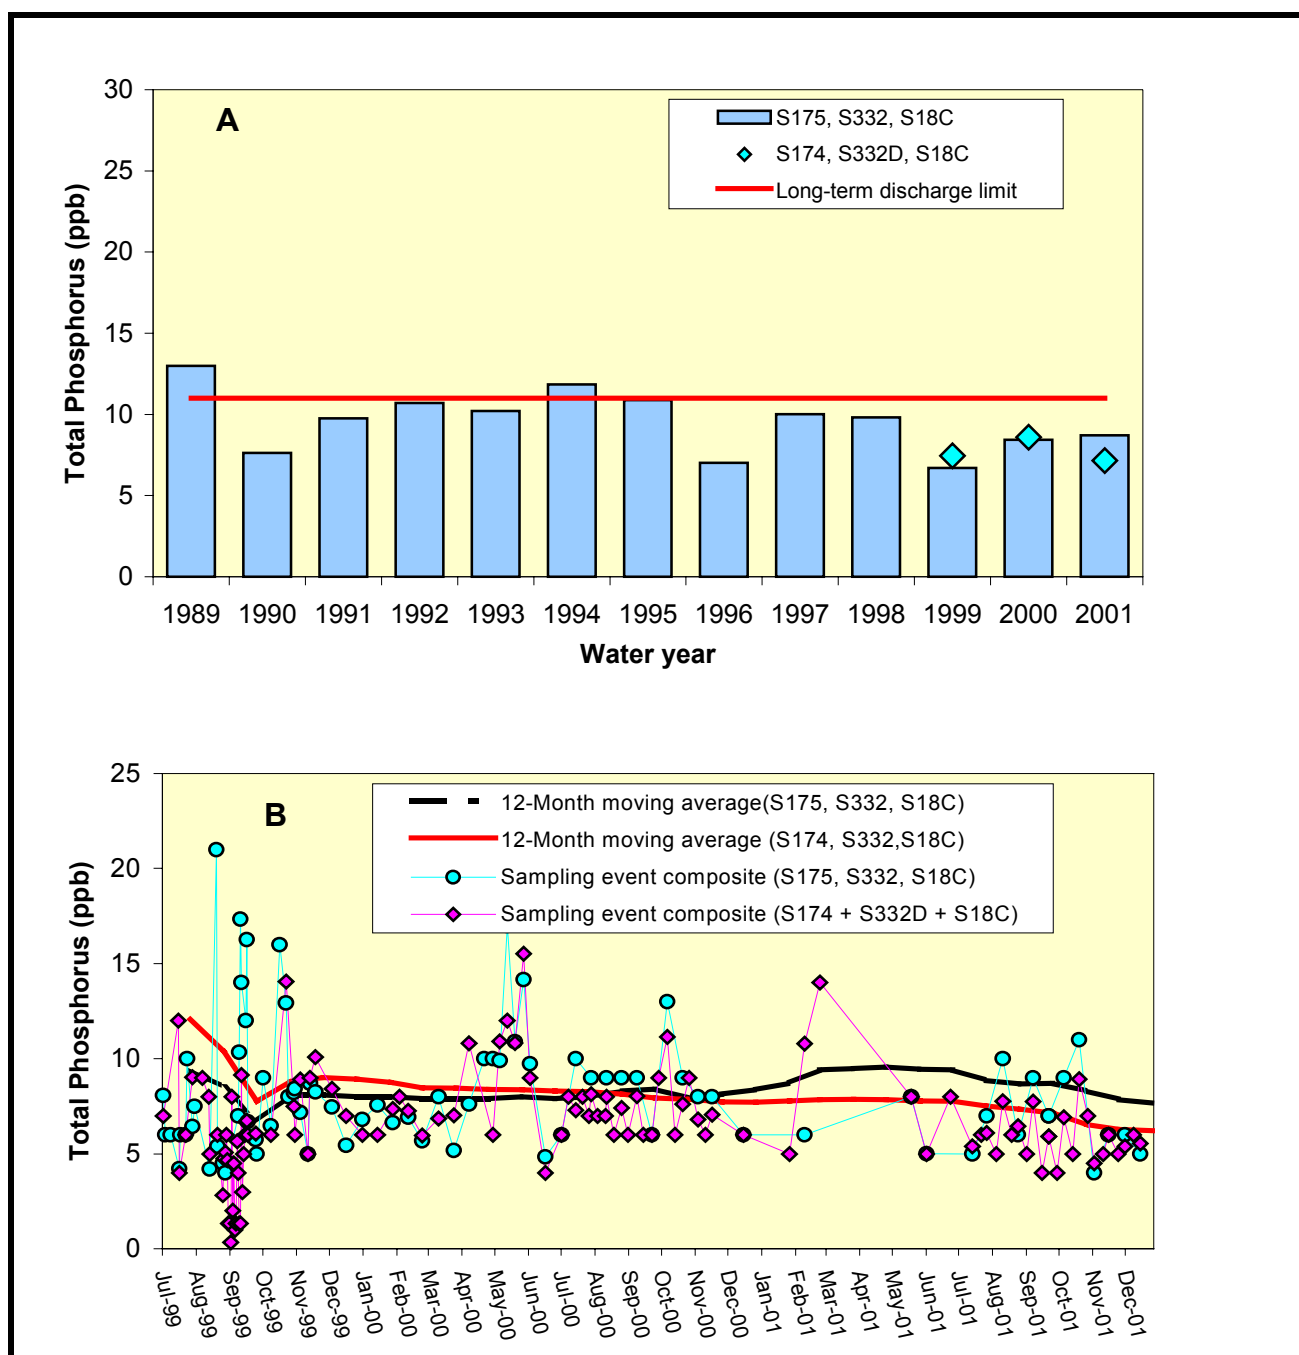 A
S175, S332, S18C
S174, S332D, S18C
Long-term discharge limit
Total Phosphorus (ppb)
30
25
20
15
10
5
0
1989 1990 1991 1992 1993 1994 1995 1996 1997 1998 1999 2000 2001
Water year
B
12-Month moving average(S175, S332, S18C)
12-Month moving average (S174, S332,S18C)
Sampling event composite (S175, S332, S18C)
Sampling event composite (S174 + S332D + S18C)
Total Phosphorus (ppb)
25
20
15
10
5
0
Jul-99 Aug-99 Sep-99 Oct-99 Nov-99 Dec-99 Jan-00 Feb-00 Mar-00 Apr-00 May-00 Jun-00 Jul-00 Aug-00 Sep-00 Oct-00 Nov-00 Dec-00 Jan-01 Feb-01 Mar-01 Apr-01 May-01 Jun-01 Jul-01 Aug-01 Sep-01 Oct-01 Nov-01 Dec-01